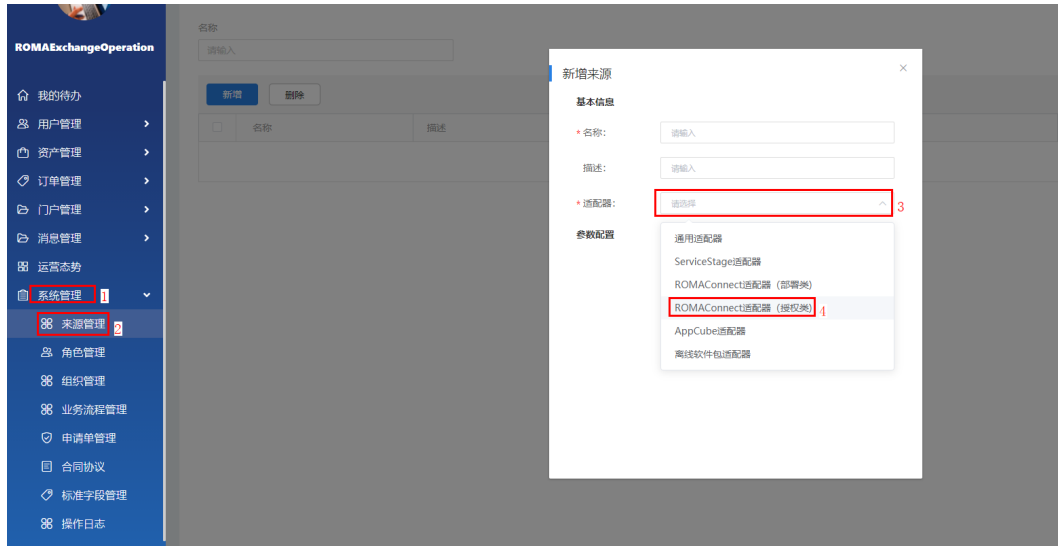 ROMAExchangeOperation
我的待办
用户管理
资产管理
订单管理
门户管理
消息管理
运营态势
系统管理 1
来源管理 2
角色管理
组织管理
业务流程管理
申请单管理
合同协议
标准字段管理
操作日志
名称
请输入
新增 删除
名称 描述
新增来源 ×
基本信息
* 名称: 请输入
描述: 请输入
* 适配器: 请选择 3
参数配置
通用适配器
ServiceStage适配器
ROMAConnect适配器（部署类)
ROMAConnect适配器（授权类) 4
AppCube适配器
离线软件包适配器